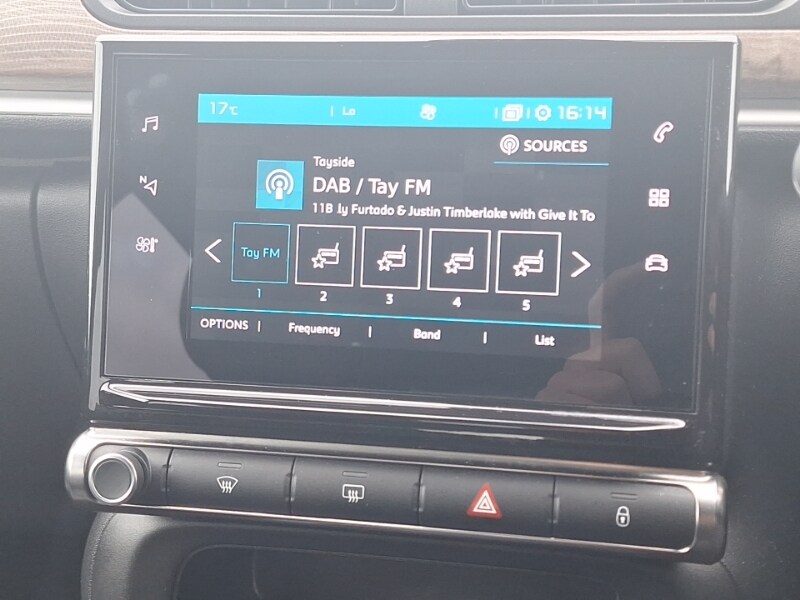 17°C | Lo 16:14
SOURCES
Tayside
DAB / Tay FM
11B ly Furtado & Justin Timberlake with Give It To
Tay FM
1 2 3 4 5
OPTIONS | Frequency | Band | List
N